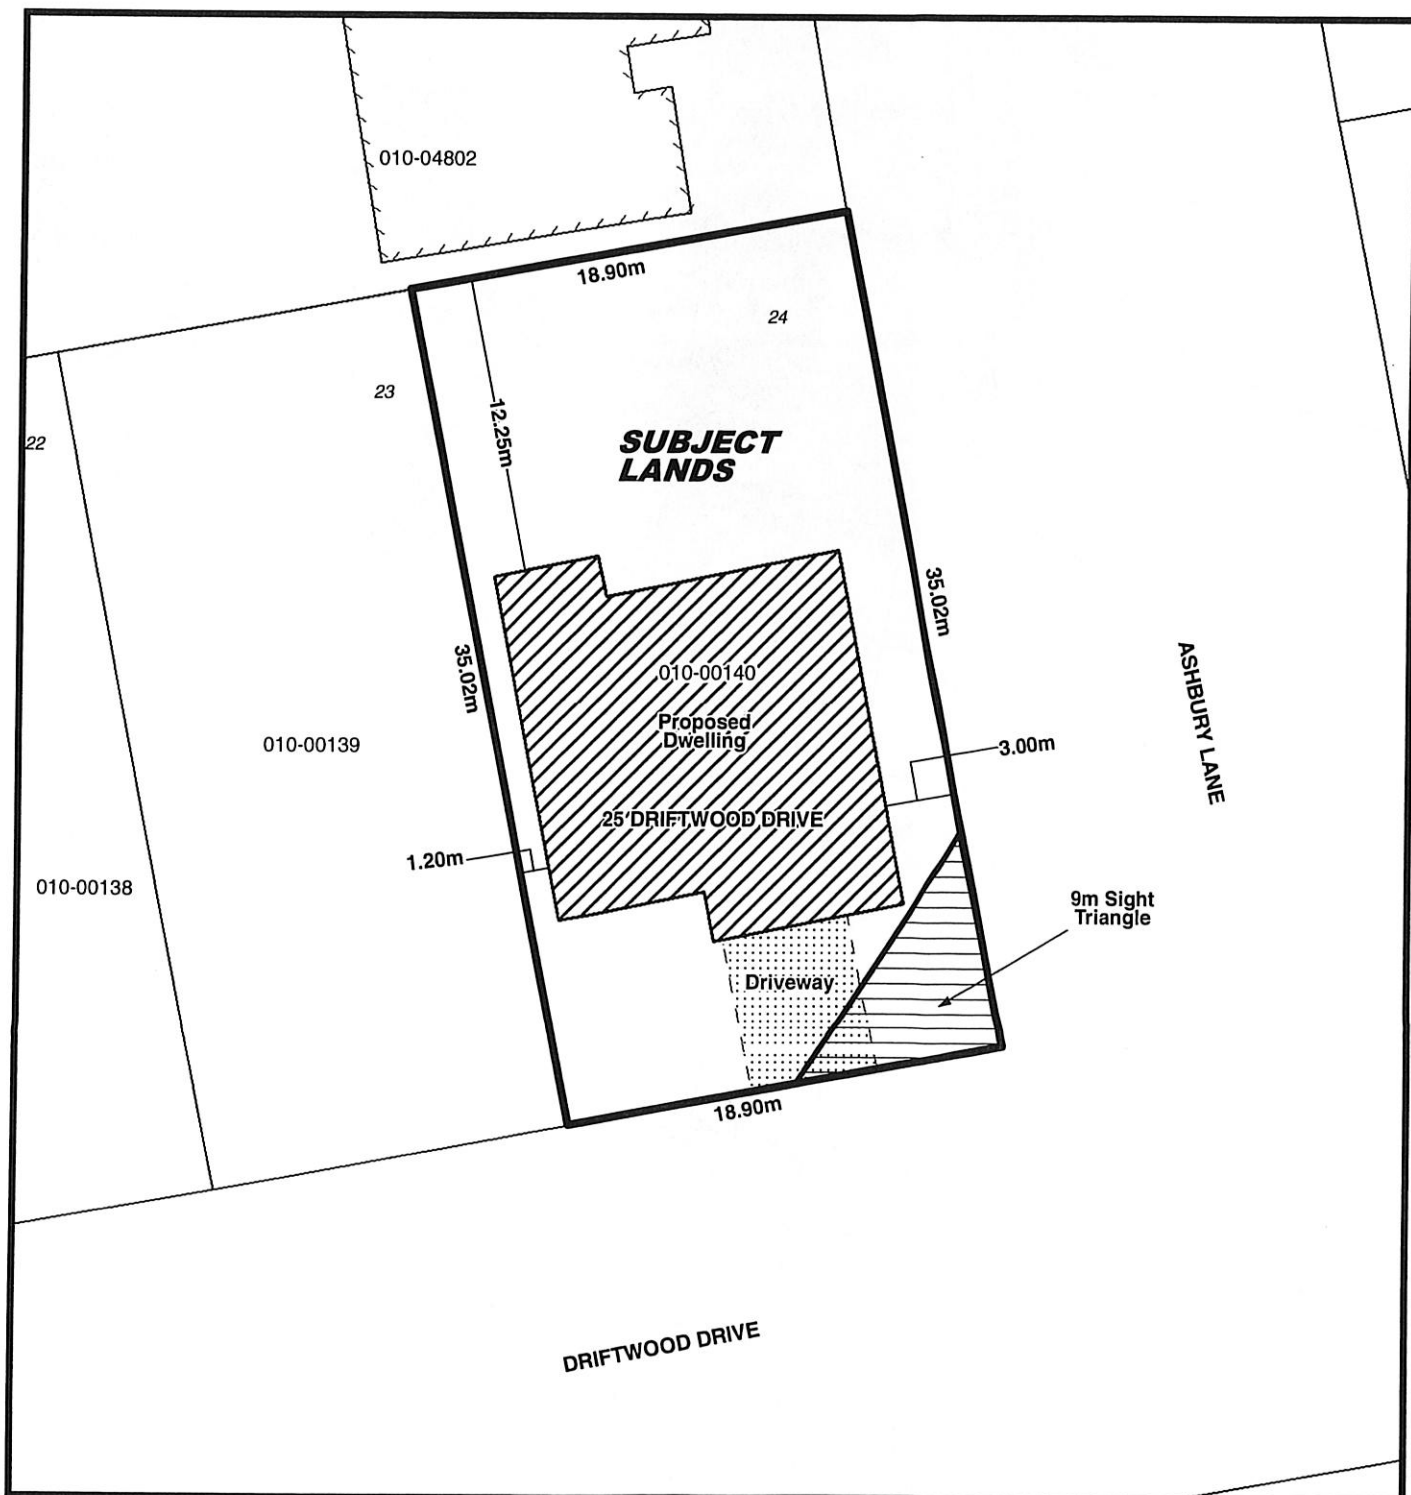 010-04802
18.90m
24
23
22
12.25m
SUBJECT
LANDS
35.02m
35.02m
010-00140
Proposed
Dwelling
ASHBURY LANE
010-00139
3.00m
25 DRIFTWOOD DRIVE
1.20m
010-00138
9m Sight
Triangle
Driveway
18.90m
DRIFTWOOD DRIVE